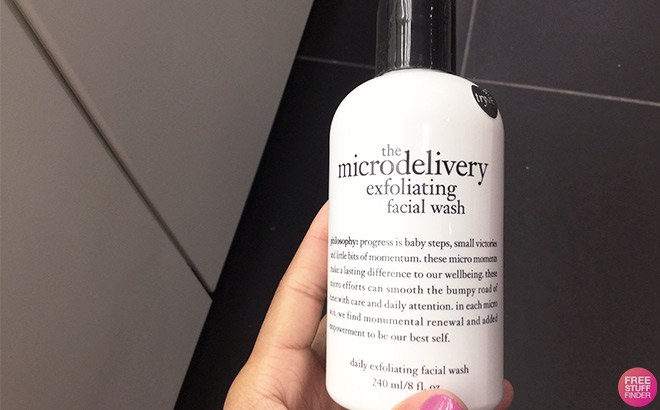 try me
the
microdelivery
exfoliating
facial wash
philosophy: progress is baby steps, small victories
and little bits of momentum. these micro moments
make a lasting difference to our wellbeing. these
micro efforts can smooth the bumpy road of
time with care and daily attention. in each micro
we find monumental renewal and added
empowerment to be our best self.
daily exfoliating facial wash
240 ml/8 fl. oz
FREE
STUFF
FINDER